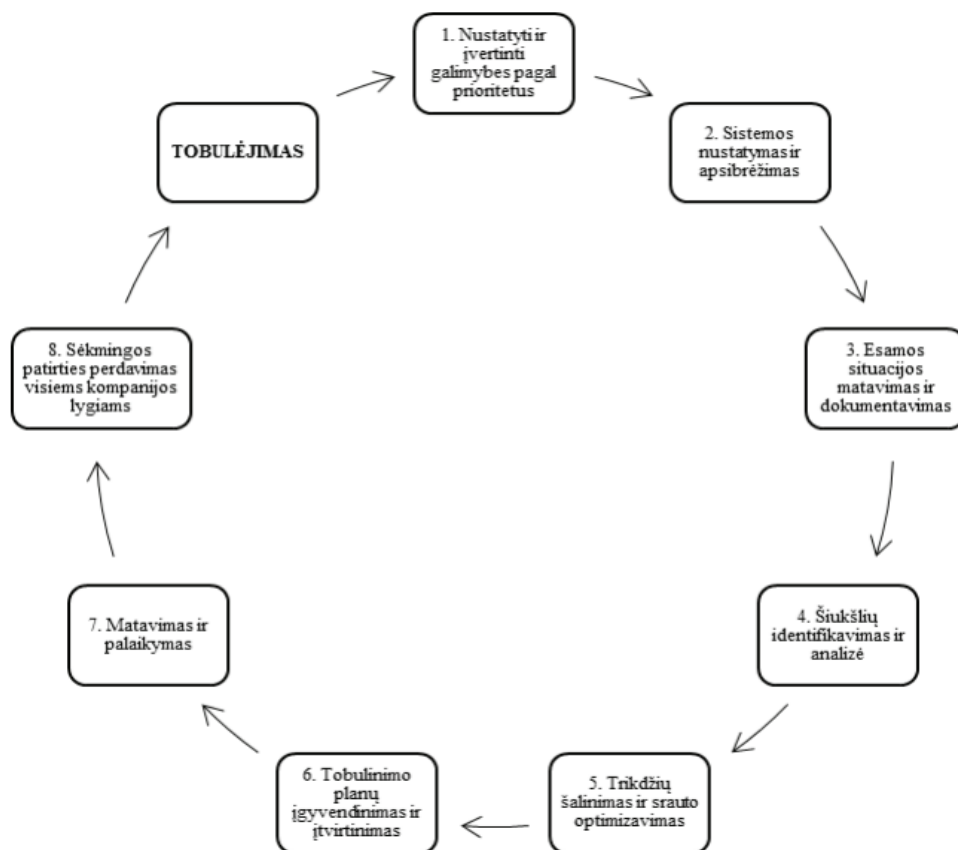 1. Nustatyti ir
įvertinti
galimybes pagal
prioritetus
TOBULĖJIMAS
2. Sistemos
nustatymas ir
apsibrėžimas
8. Sėkmingos
patirties perdavimas
visiems kompanijos
lygiams
3. Esamos
situacijos
matavimas ir
dokumentavimas
7. Matavimas ir
palaikymas
4. Šiukšlių
identifikavimas ir
analizė
6. Tobulinimo
planų
įgyvendinimas ir
įtvirtinimas
5. Trikdžių
šalinimas ir srauto
optimizavimas